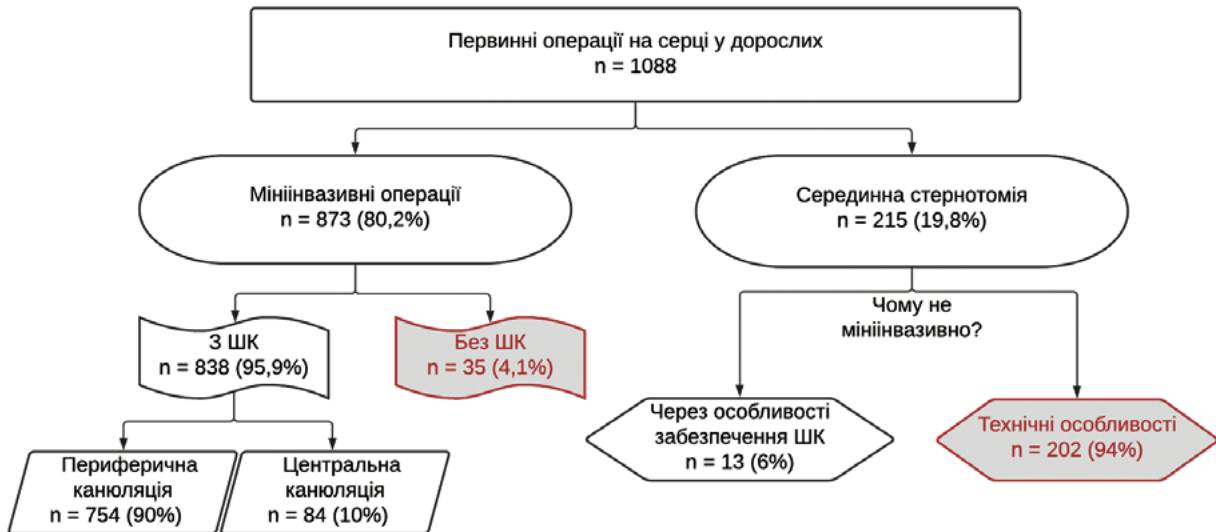 Первинні операції на серці у дорослих
n = 1088
Мініінвазивні операції
n = 873 (80,2%)
Серединна стернотомія
n = 215 (19,8%)
Чому не
мініінвазивно?
З ШК
n = 838 (95,9%)
Без ШК
n = 35 (4,1%)
Через особливості
забезпечення ШК
n = 13 (6%)
Технічні особливості
n = 202 (94%)
Периферична
канюляція
n = 754 (90%)
Центральна
канюляція
n = 84 (10%)